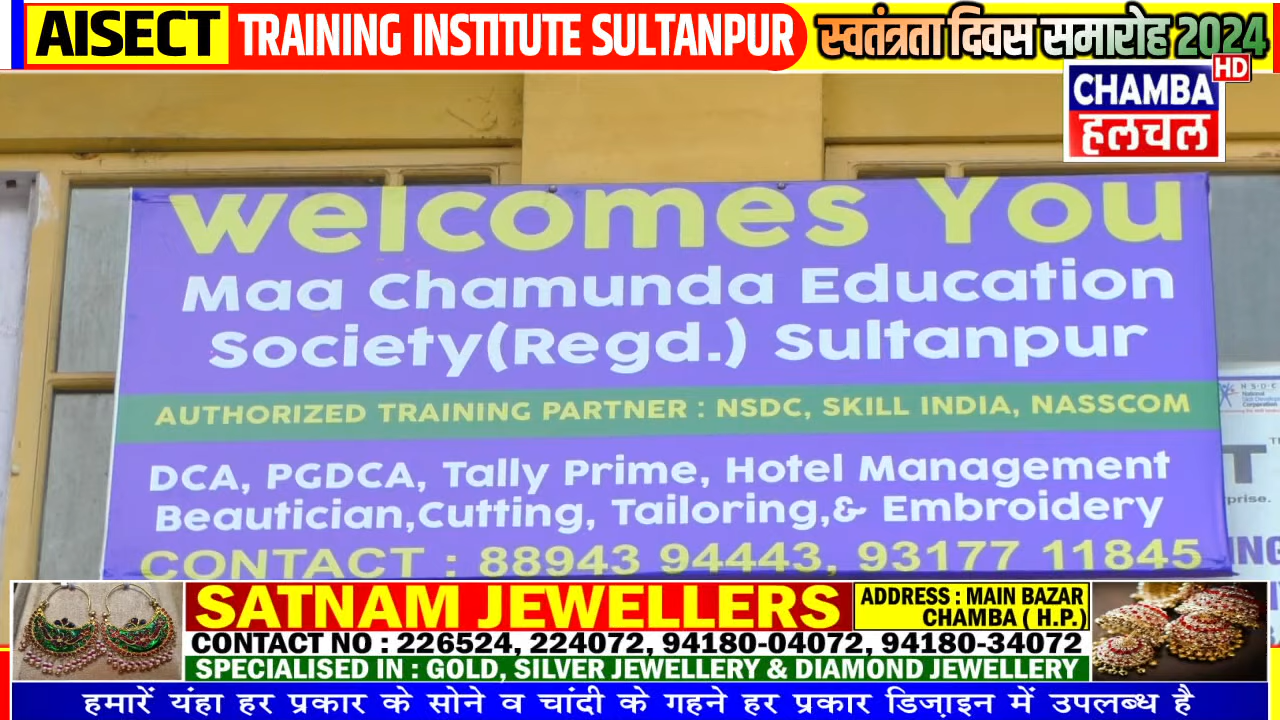 AISECT TRAINING INSTITUTE SULTANPUR स्वतंत्रता दिवस समारोह 2024
HD
CHAMBA
हलचल
welcomes You
Maa Chamunda Education
Society(Regd.) Sultanpur
AUTHORIZED TRAINING PARTNER : NSDC, SKILL INDIA, NASSCOM
DCA, PGDCA, Tally Prime, Hotel Management
Beautician,Cutting, Tailoring,& Embroidery
CONTACT : 88943 94443, 93177 11845
N·S·D·C
National
T
prise.
ING
SATNAM JEWELLERS
ADDRESS : MAIN BAZAR
CHAMBA ( H.P.)
CONTACT NO : 226524, 224072, 94180-04072, 94180-34072
SPECIALISED IN : GOLD, SILVER JEWELLERY & DIAMOND JEWELLERY
हमारें यंहा हर प्रकार के सोने व चांदी के गहने हर प्रकार डिज़ाइन में उपलब्ध है